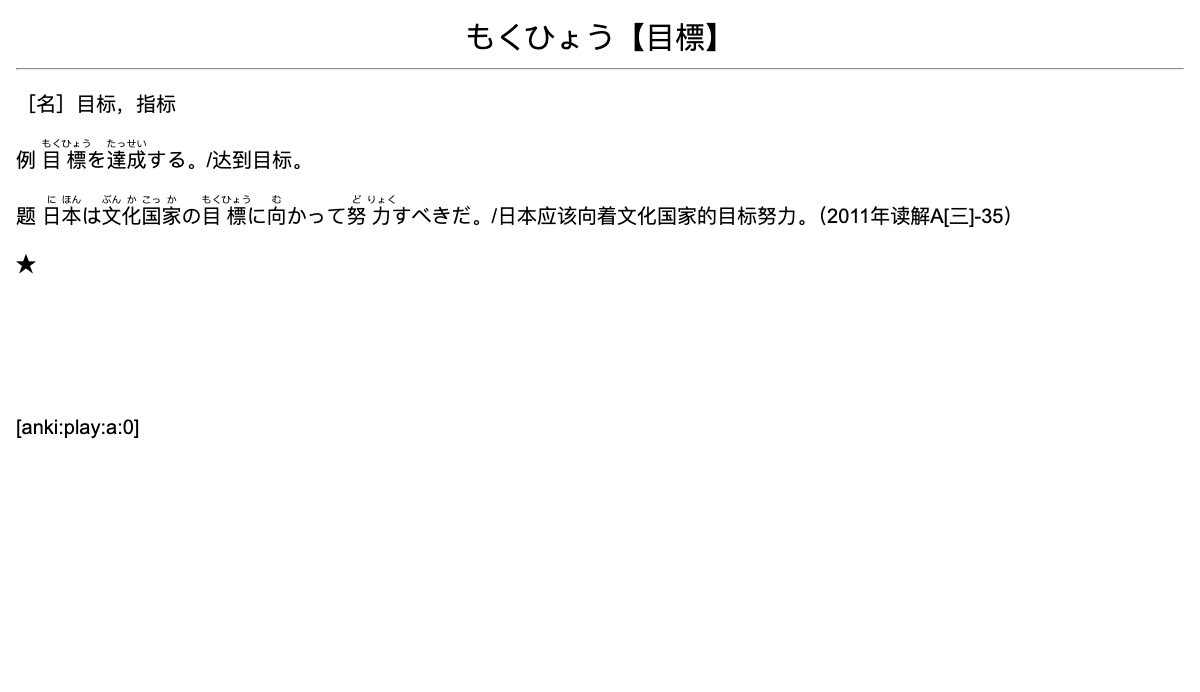 もくひょう【目標】
［名］目标，指标
もくひょう たっせい
例 目標を達成する。/达到目标。
にほん ぶんかこっか もくひょう む どりょく
题 日本は文化国家の目標に向かって努力すべきだ。/日本应该向着文化国家的目标努力。（2011年读解A[三]-35）
★
[anki:play:a:0]